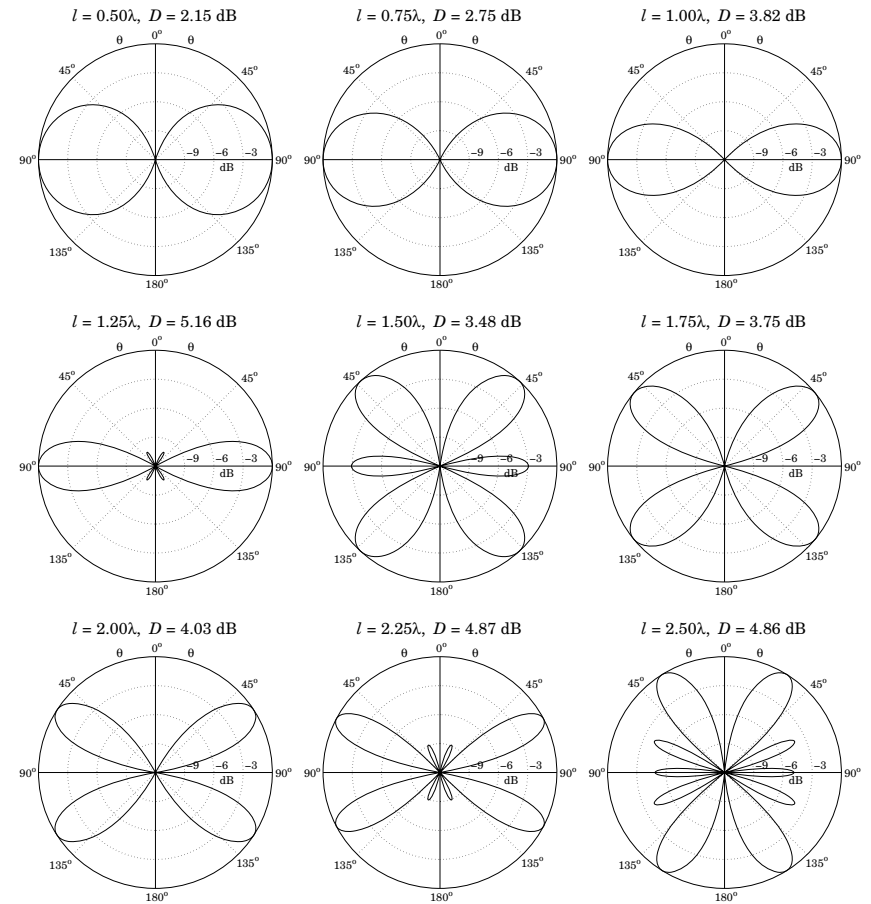 l = 0.50λ, D = 2.15 dB
l = 0.75λ, D = 2.75 dB
l = 1.00λ, D = 3.82 dB
θ 0° θ
θ 0° θ
θ 0° θ
45° 45°
45° 45°
45° 45°
90° −9 −6 −3 90°
90° −9 −6 −3 90°
90° −9 −6 −3 90°
dB
dB
dB
135° 135°
135° 135°
135° 135°
180°
180°
180°
l = 1.25λ, D = 5.16 dB
l = 1.50λ, D = 3.48 dB
l = 1.75λ, D = 3.75 dB
θ 0° θ
θ 0° θ
θ 0° θ
45° 45°
45° 45°
45° 45°
90° −9 −6 −3 90°
90° −9 −6 −3 90°
90° −9 −6 −3 90°
dB
dB
dB
135° 135°
135° 135°
135° 135°
180°
180°
180°
l = 2.00λ, D = 4.03 dB
l = 2.25λ, D = 4.87 dB
l = 2.50λ, D = 4.86 dB
θ 0° θ
θ 0° θ
θ 0° θ
45° 45°
45° 45°
45° 45°
90° −9 −6 −3 90°
90° −9 −6 −3 90°
90° −9 −6 −3 90°
dB
dB
dB
135° 135°
135° 135°
135° 135°
180°
180°
180°